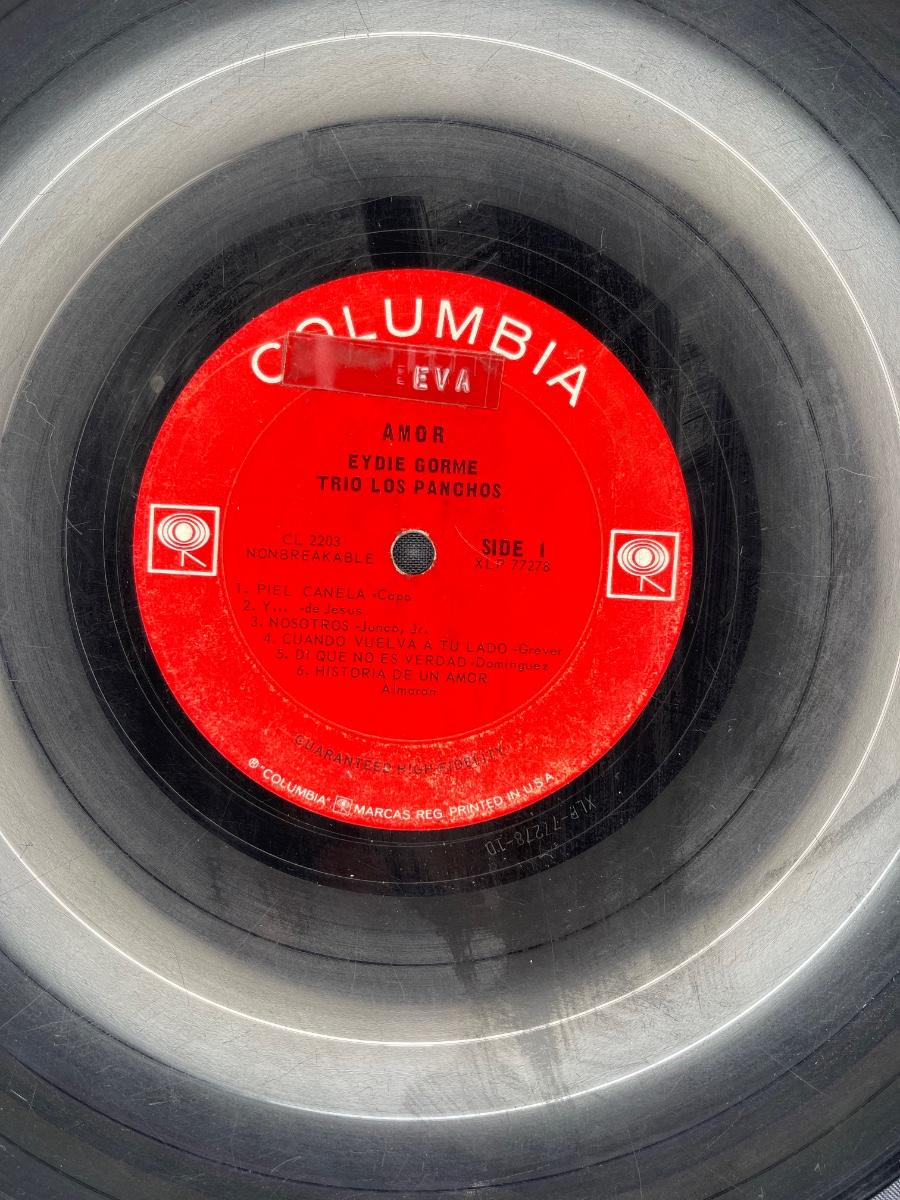 COLUMBIA
EVA
AMOR
EYDIE GORME
TRIO LOS PANCHOS
CL 2203
NONBREAKABLE
SIDE 1
XLP 77278
1. PIEL CANELA -Capo
2. Y... -de Jesus
3. NOSOTROS -Junco, Jr.
4. CUANDO VUELVA A TU LADO -Grever
5. DI QUE NO ES VERDAD -Dominguez
6. HISTORIA DE UN AMOR
Almaran
GUARANTEED HIGH FIDELITY
® "COLUMBIA" MARCAS REG. PRINTED IN U.S.A.
XLP-77278-1D